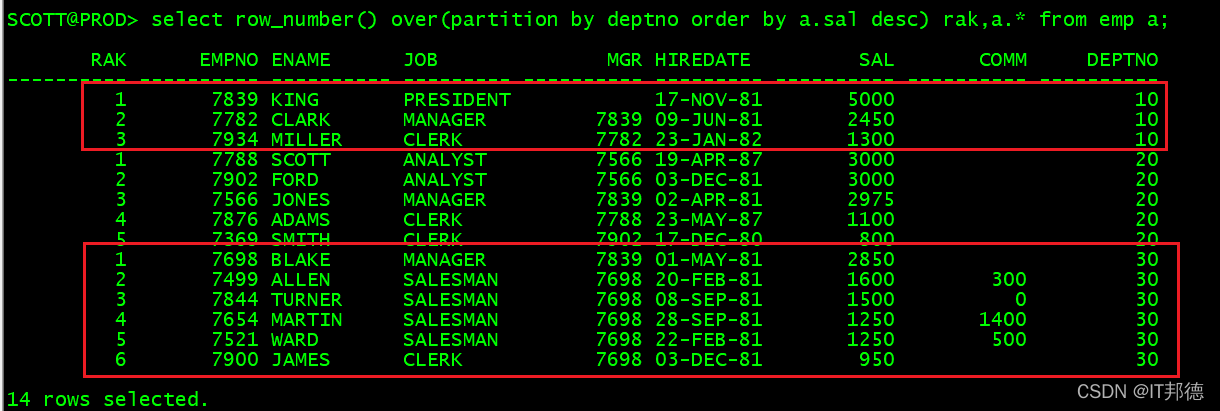 SCOTT@PROD> select row_number() over(partition by deptno order by a.sal desc) rak,a.* from emp a;
RAK EMPNO ENAME JOB MGR HIREDATE SAL COMM DEPTNO
---------- ---------- ---------- --------- ---------- --------- ---------- ---------- ----------
1 7839 KING PRESIDENT 17-NOV-81 5000 10
2 7782 CLARK MANAGER 7839 09-JUN-81 2450 10
3 7934 MILLER CLERK 7782 23-JAN-82 1300 10
1 7788 SCOTT ANALYST 7566 19-APR-87 3000 20
2 7902 FORD ANALYST 7566 03-DEC-81 3000 20
3 7566 JONES MANAGER 7839 02-APR-81 2975 20
4 7876 ADAMS CLERK 7788 23-MAY-87 1100 20
5 7369 SMITH CLERK 7902 17-DEC-80 800 20
1 7698 BLAKE MANAGER 7839 01-MAY-81 2850 30
2 7499 ALLEN SALESMAN 7698 20-FEB-81 1600 300 30
3 7844 TURNER SALESMAN 7698 08-SEP-81 1500 0 30
4 7654 MARTIN SALESMAN 7698 28-SEP-81 1250 1400 30
5 7521 WARD SALESMAN 7698 22-FEB-81 1250 500 30
6 7900 JAMES CLERK 7698 03-DEC-81 950 30
14 rows selected.
CSDN @IT邦德